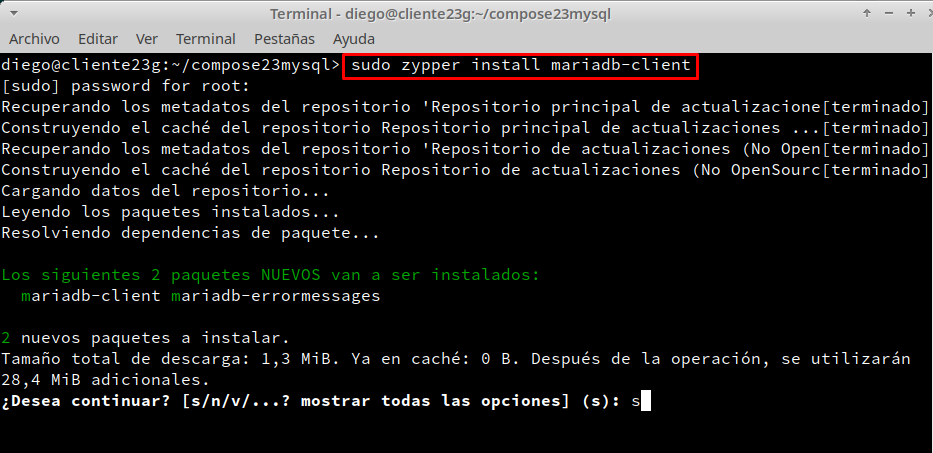 Terminal - diego@cliente23g:~/compose23mysql
Archivo Editar Ver Terminal Pestañas Ayuda
diego@cliente23g:~/compose23mysql> sudo zypper install mariadb-client
[sudo] password for root:
Recuperando los metadatos del repositorio 'Repositorio principal de actualizacione[terminado]
Construyendo el caché del repositorio Repositorio principal de actualizaciones ...[terminado]
Recuperando los metadatos del repositorio 'Repositorio de actualizaciones (No Open[terminado]
Construyendo el caché del repositorio Repositorio de actualizaciones (No OpenSourc[terminado]
Cargando datos del repositorio...
Leyendo los paquetes instalados...
Resolviendo dependencias de paquete...
Los siguientes 2 paquetes NUEVOS van a ser instalados:
mariadb-client mariadb-errormessages
2 nuevos paquetes a instalar.
Tamaño total de descarga: 1,3 MiB. Ya en caché: 0 B. Después de la operación, se utilizarán
28,4 MiB adicionales.
¿Desea continuar? [s/n/v/...? mostrar todas las opciones] (s): s